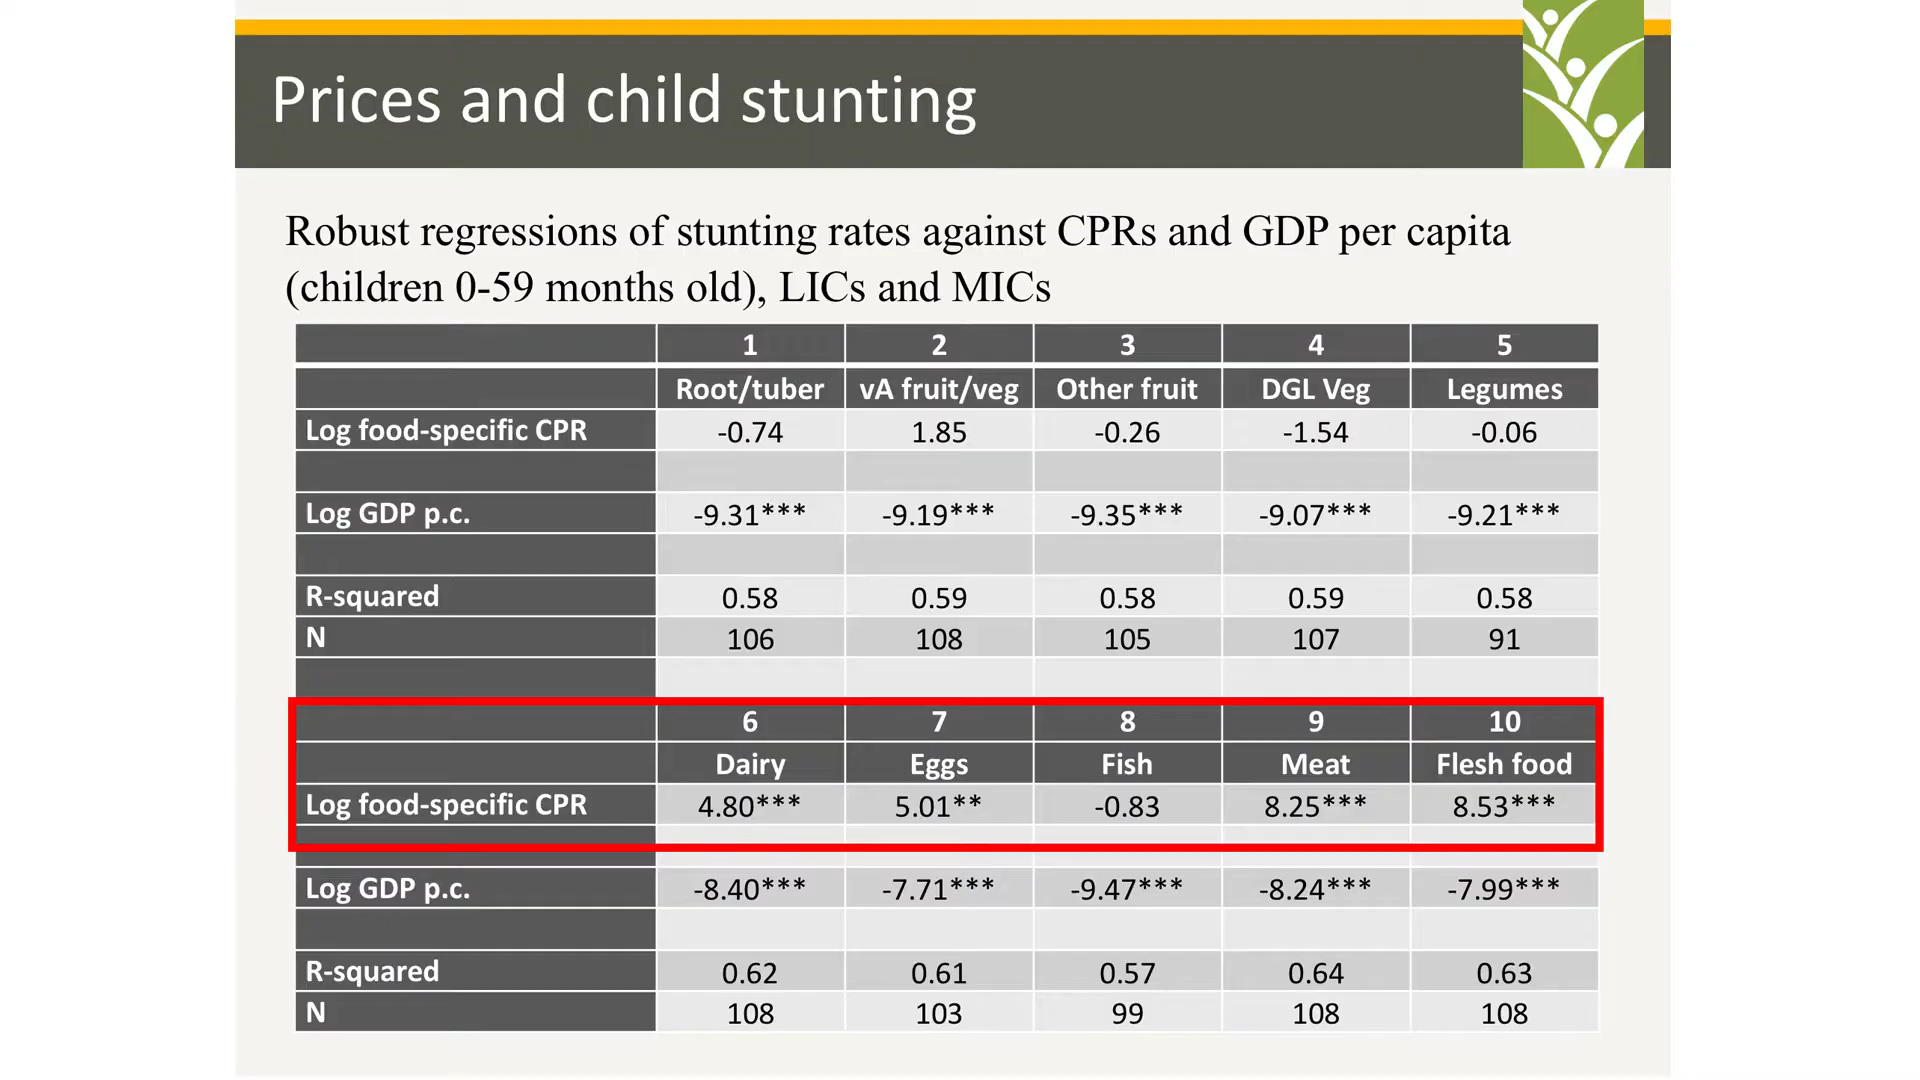 Prices and child stunting
Robust regressions of stunting rates against CPRs and GDP per capita
(children 0-59 months old), LICs and MICs
1 2 3 4 5
Root/tuber vA fruit/veg Other fruit DGL Veg Legumes
Log food-specific CPR -0.74 1.85 -0.26 -1.54 -0.06
Log GDP p.c. -9.31*** -9.19*** -9.35*** -9.07*** -9.21***
R-squared 0.58 0.59 0.58 0.59 0.58
N 106 108 105 107 91
6 7 8 9 10
Dairy Eggs Fish Meat Flesh food
Log food-specific CPR 4.80*** 5.01** -0.83 8.25*** 8.53***
Log GDP p.c. -8.40*** -7.71*** -9.47*** -8.24*** -7.99***
R-squared 0.62 0.61 0.57 0.64 0.63
N 108 103 99 108 108